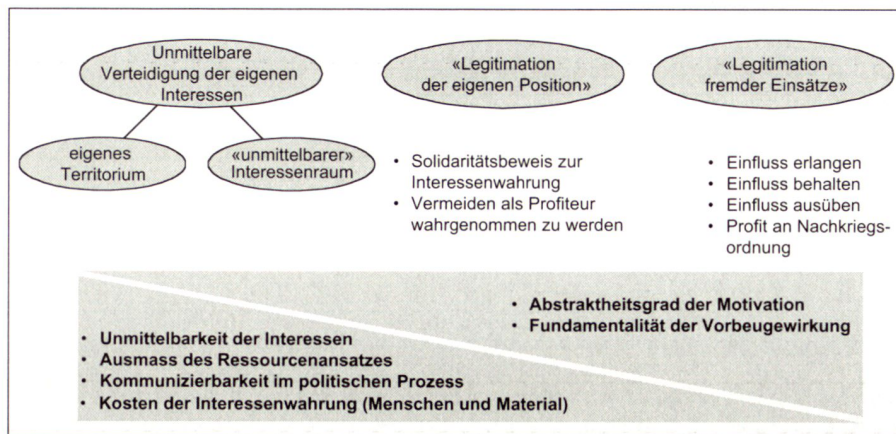 Unmittelbare
Verteidigung der eigenen
Interessen
eigenes
Territorium
«unmittelbarer»
Interessenraum
«Legitimation
der eigenen Position»
• Solidaritätsbeweis zur
Interessenwahrung
• Vermeiden als Profiteur
wahrgenommen zu werden
«Legitimation
fremder Einsätze»
• Einfluss erlangen
• Einfluss behalten
• Einfluss ausüben
• Profit an Nachkriegs-
ordnung
• Abstraktheitsgrad der Motivation
• Fundamentalität der Vorbeugewirkung
• Unmittelbarkeit der Interessen
• Ausmass des Ressourcenansatzes
• Kommunizierbarkeit im politischen Prozess
• Kosten der Interessenwahrung (Menschen und Material)